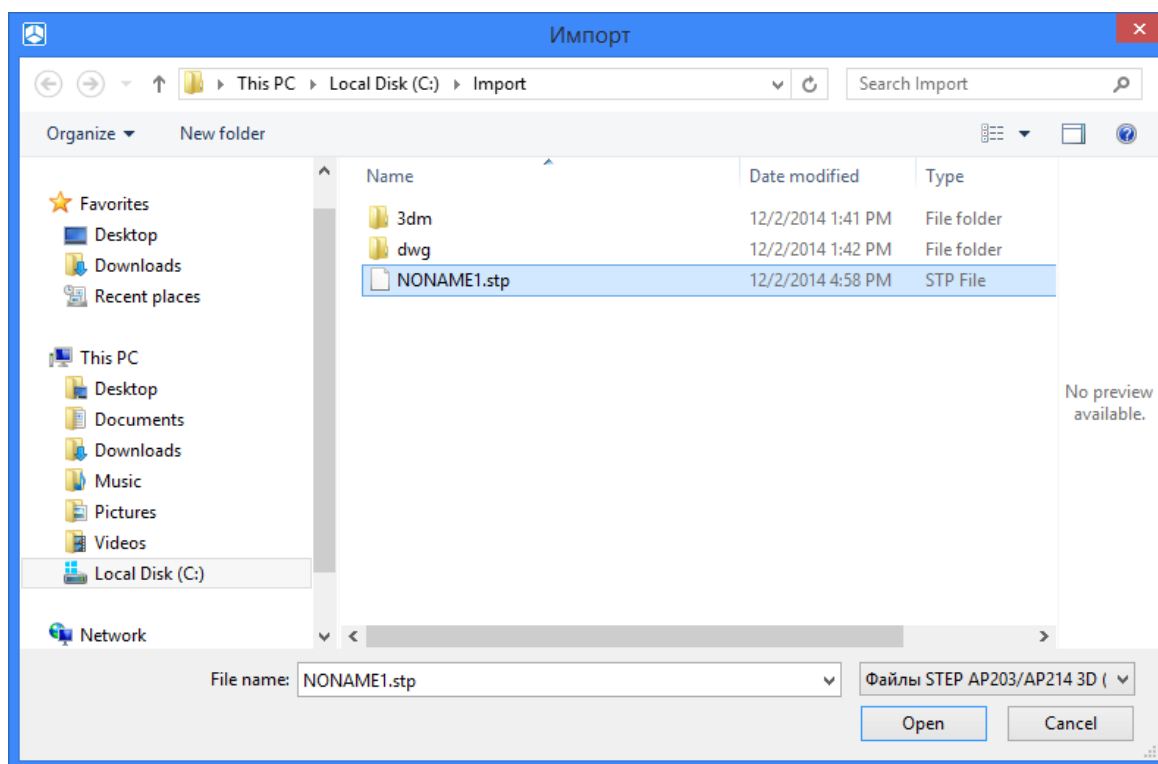 Импорт
This PC Local Disk (C:) Import
Search Import
Organize New folder
Name Date modified Type
Favorites
Desktop
Downloads
Recent places
This PC
Desktop
Documents
Downloads
Music
Pictures
Videos
Local Disk (C:)
Network
3dm 12/2/2014 1:41 PM File folder
dwg 12/2/2014 1:42 PM File folder
NONAME1.stp 12/2/2014 4:58 PM STP File
No preview
available.
File name: NONAME1.stp Файлы STEP AP203/AP214 3D (
Open Cancel